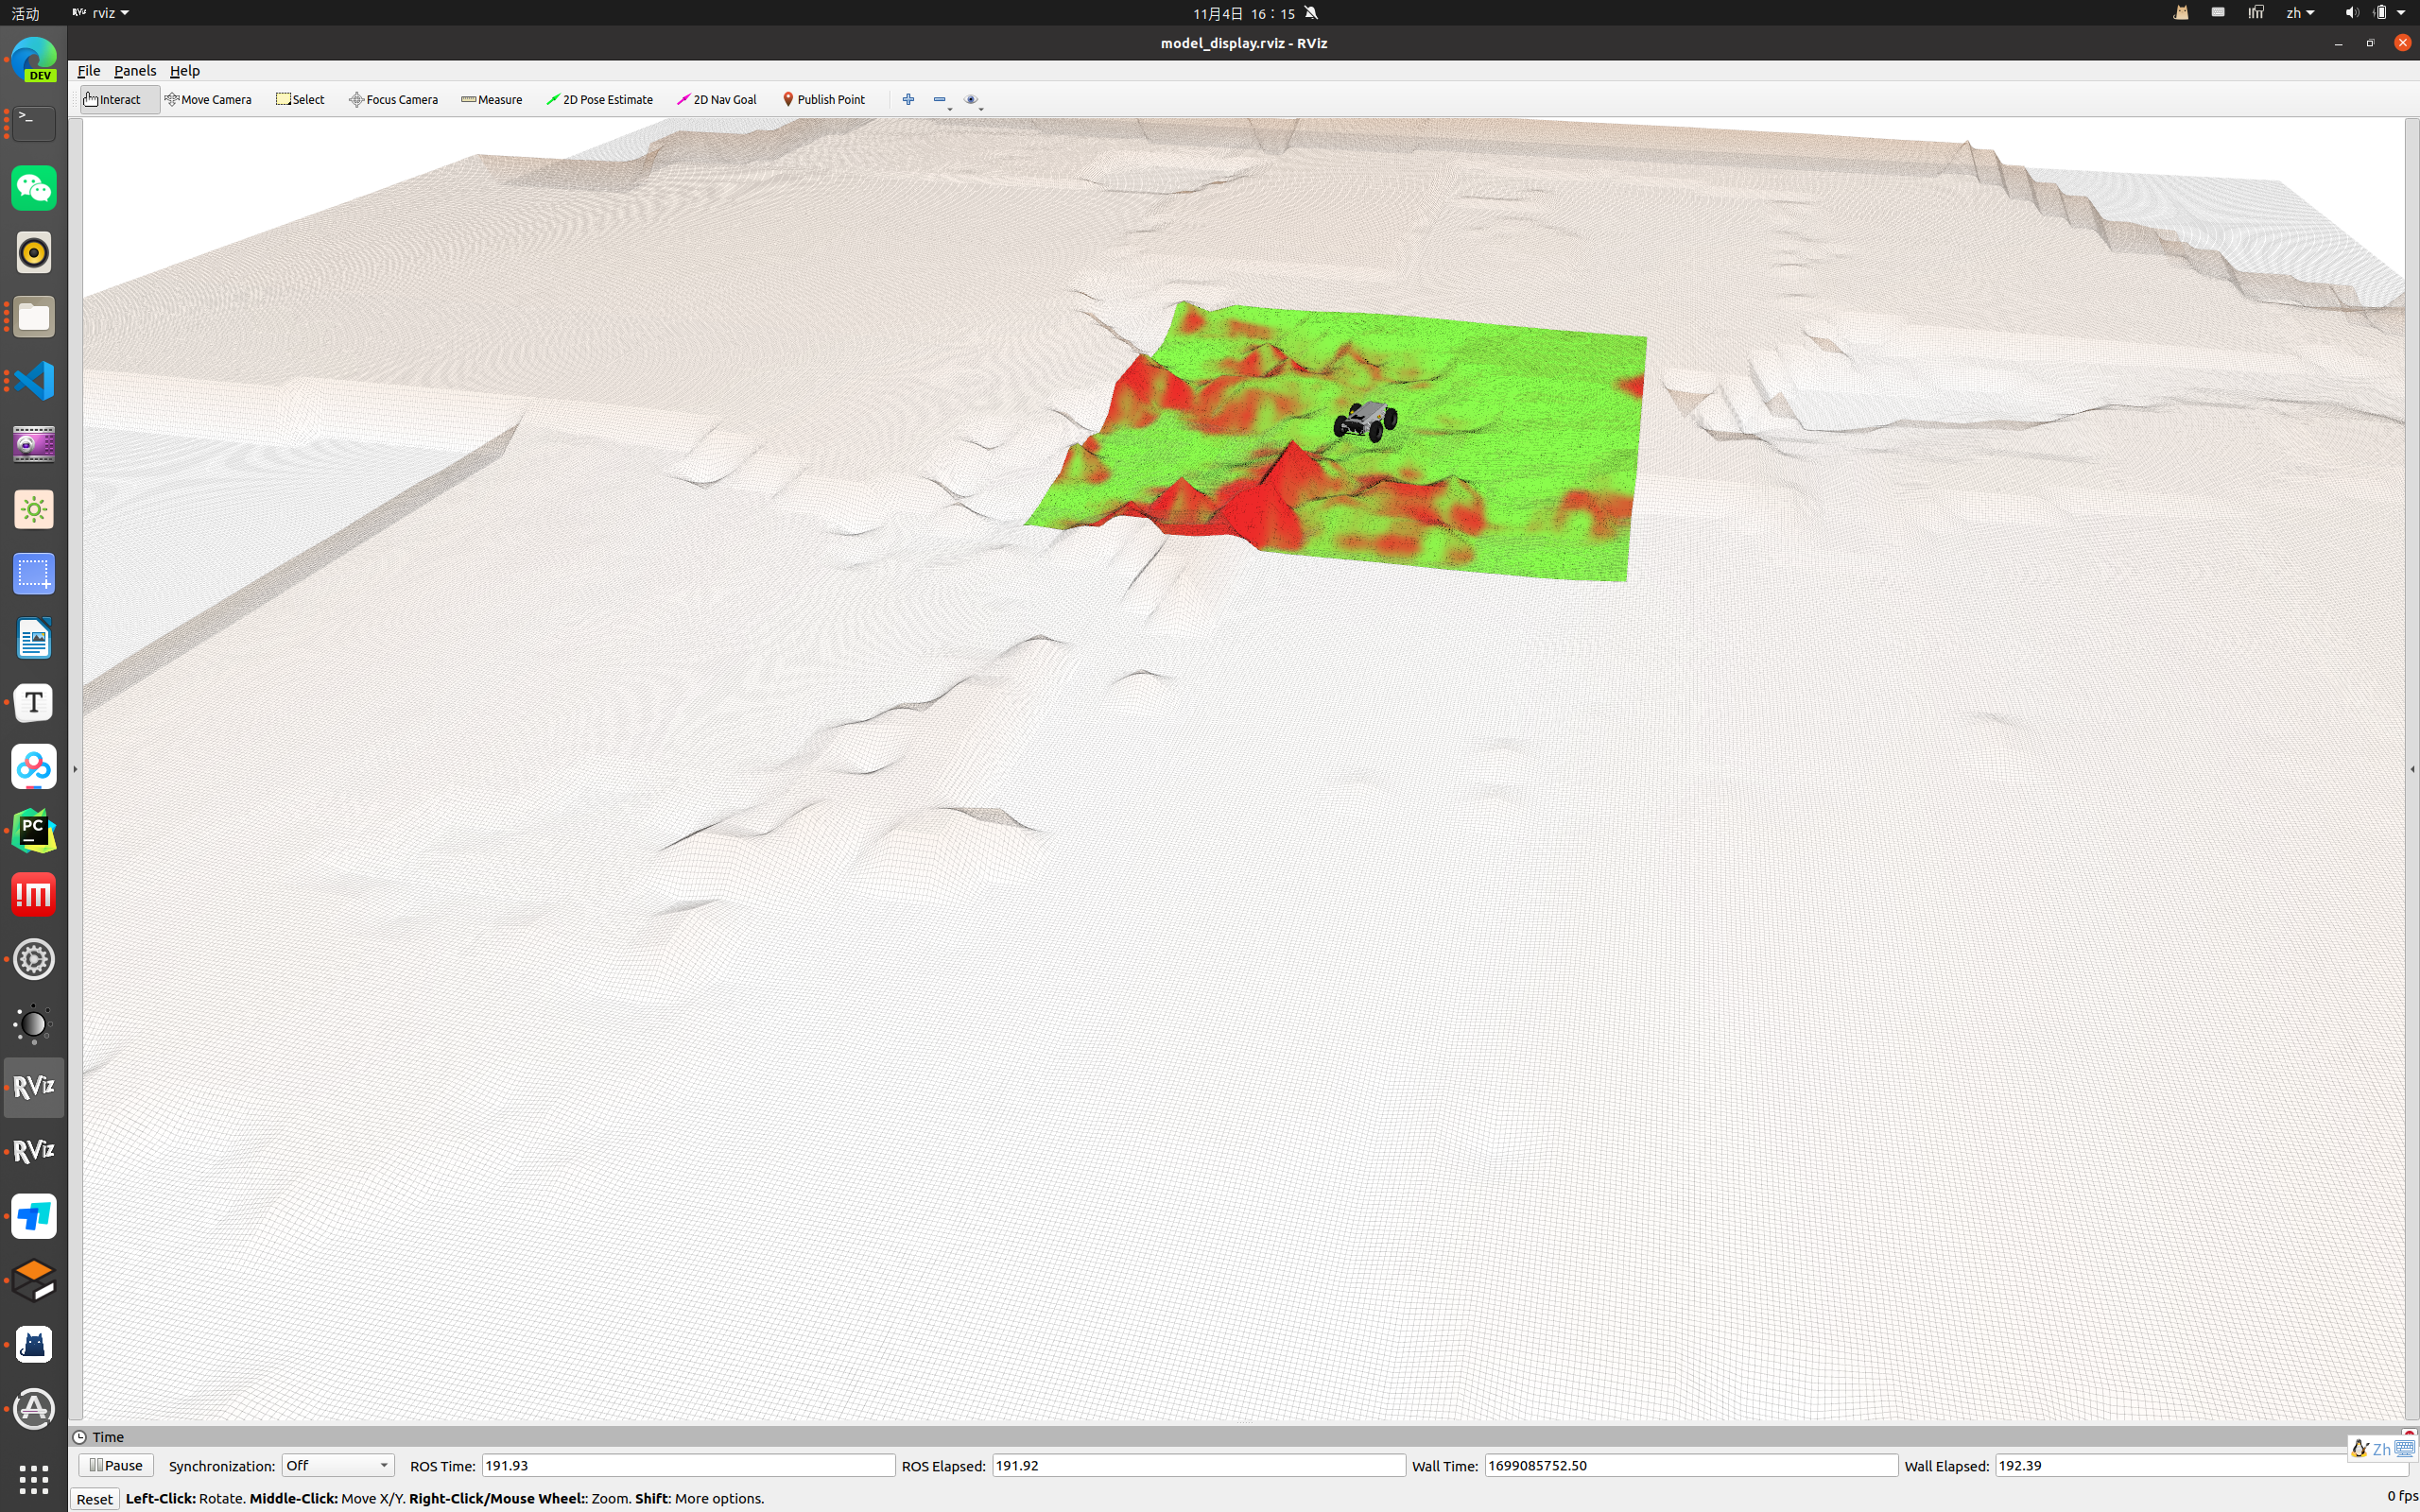 活动 rviz 11月4日 16：15 zh
model_display.rviz - RViz
File Panels Help
Interact Move Camera Select Focus Camera Measure 2D Pose Estimate 2D Nav Goal Publish Point
DEV
>_
T
PC
!m
RViz
RViz
Time
Zh
Pause Synchronization: Off ROS Time: 191.93 ROS Elapsed: 191.92 Wall Time: 1699085752.50 Wall Elapsed: 192.39
Reset Left-Click: Rotate. Middle-Click: Move X/Y. Right-Click/Mouse Wheel:: Zoom. Shift: More options. 0 fps